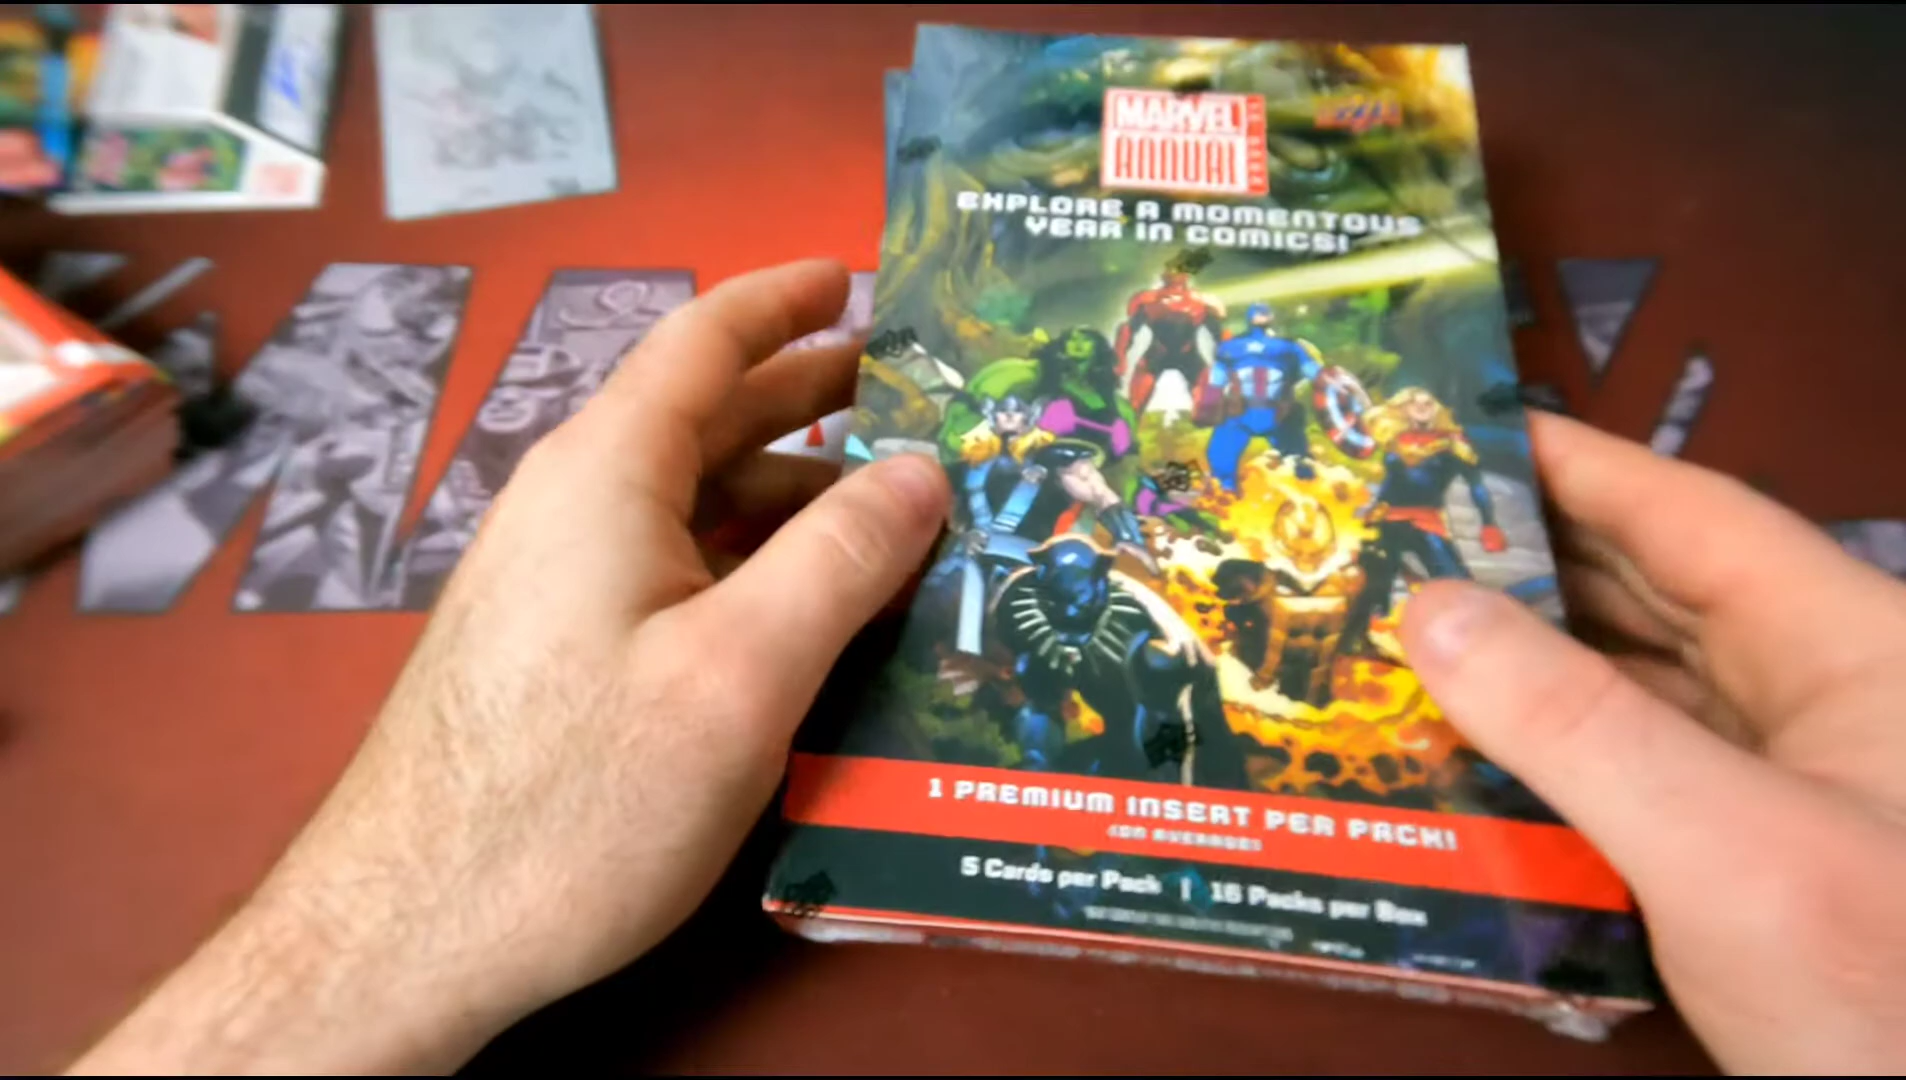 MARVEL
ANNUAL
EXPLORE A MOMENTOUS
YEAR IN COMICS!
1 PREMIUM INSERT PER PACK!
(ON AVERAGE)
5 Cards per Pack | 16 Packs per Box